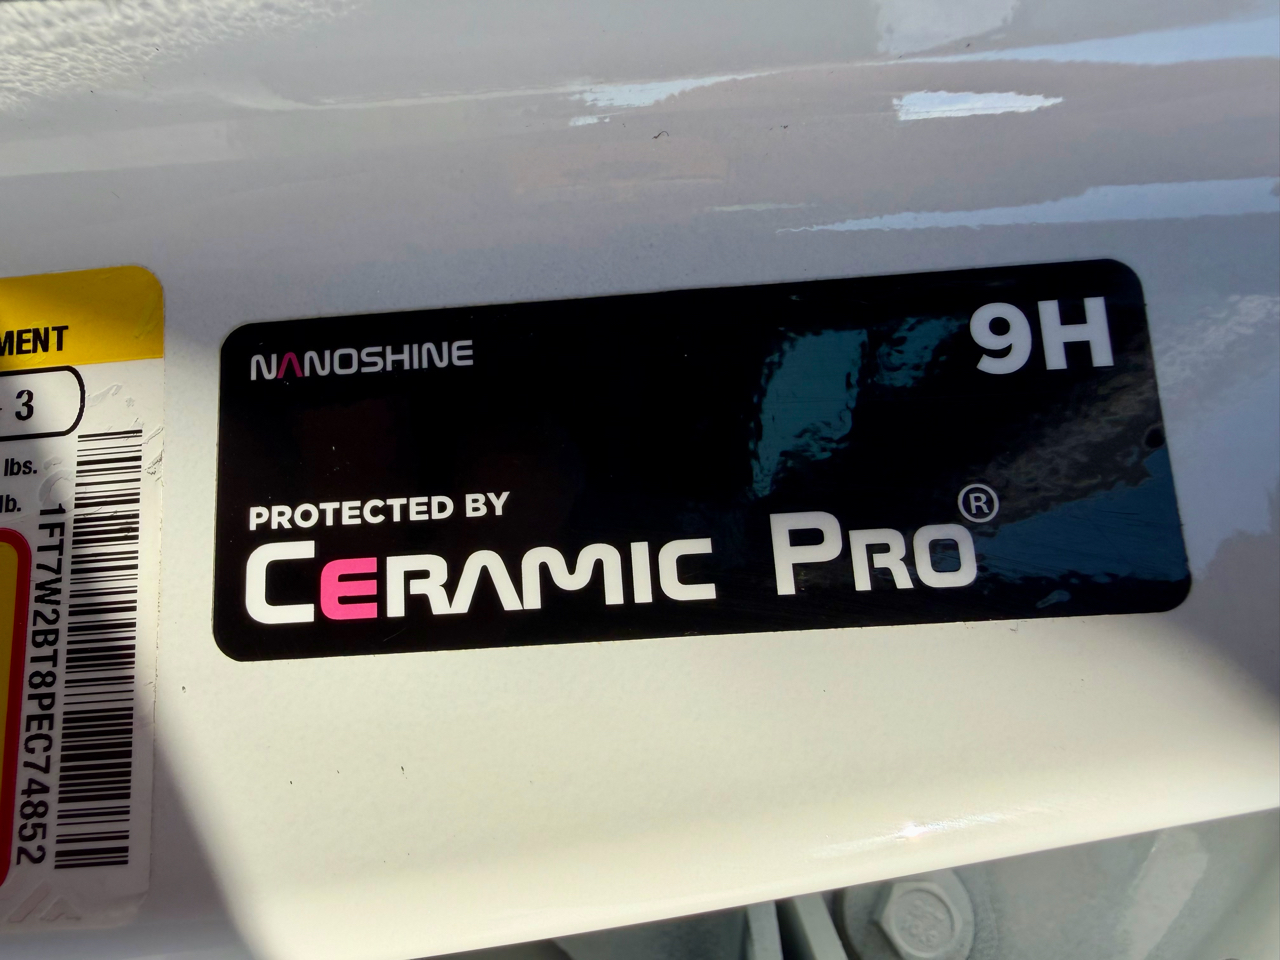 MENT
3
lbs.
lb.
1FT7W2BT8PEC74852
NANOSHINE
9H
PROTECTED BY
CERAMIC PRO®